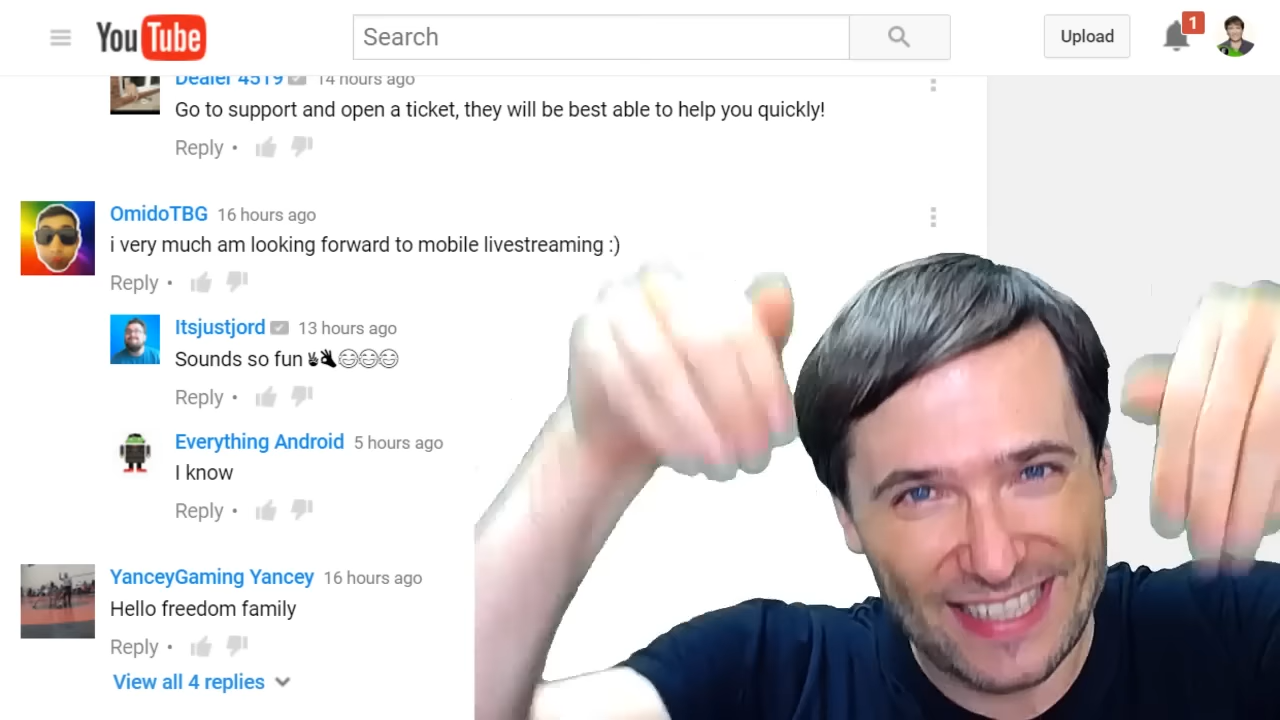 YouTube
Search
Upload
1
Dealer 4519 14 hours ago
Go to support and open a ticket, they will be best able to help you quickly!
Reply •
OmidoTBG 16 hours ago
i very much am looking forward to mobile livestreaming :)
Reply •
Itsjustjord 13 hours ago
Sounds so fun ✌👌😊😊😊
Reply •
Everything Android 5 hours ago
I know
Reply •
YanceyGaming Yancey 16 hours ago
Hello freedom family
Reply •
View all 4 replies